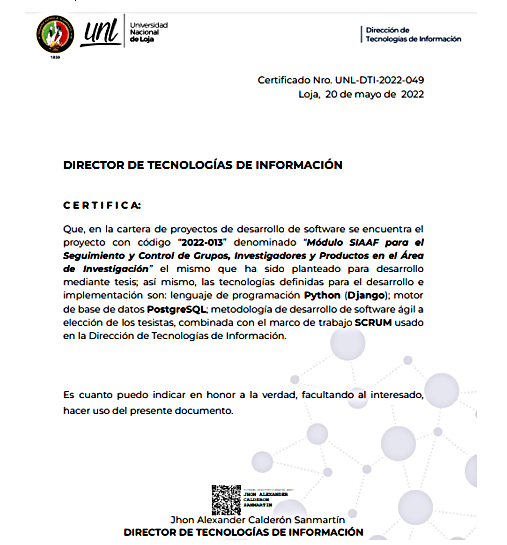 1859
unl
Universidad
Nacional
de Loja
Dirección de
Tecnologías de Información
Certificado Nro. UNL-DTI-2022-049
Loja, 20 de mayo de 2022
DIRECTOR DE TECNOLOGÍAS DE INFORMACIÓN
CERTIFICA:
Que, en la cartera de proyectos de desarrollo de software se encuentra el
proyecto con código "2022-013" denominado "Módulo SIAAF para el
Seguimiento y Control de Grupos, Investigadores y Productos en el Área
de Investigación" el mismo que ha sido planteado para desarrollo
mediante tesis; así mismo, las tecnologías definidas para el desarrollo e
implementación son: lenguaje de programación Python (Django); motor
de base de datos PostgreSQL; metodología de desarrollo de software ágil a
elección de los tesistas, combinada con el marco de trabajo SCRUM usado
en la Dirección de Tecnologías de Información.
Es cuanto puedo indicar en honor a la verdad, facultando al interesado,
hacer uso del presente documento.
JHON ALEXANDER
CALDERON
SANMARTIN
Jhon Alexander Calderón Sanmartín
DIRECTOR DE TECNOLOGÍAS DE INFORMACIÓN